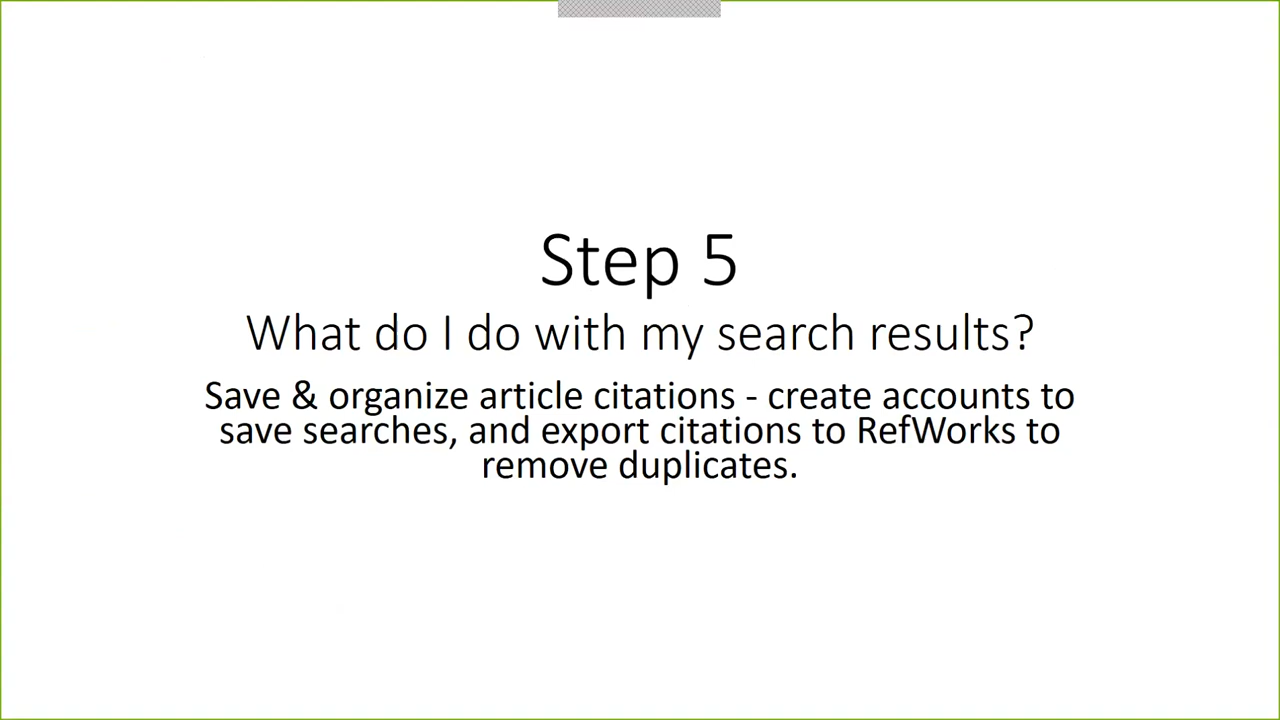 Step 5
What do I do with my search results?
Save & organize article citations - create accounts to
save searches, and export citations to RefWorks to
remove duplicates.